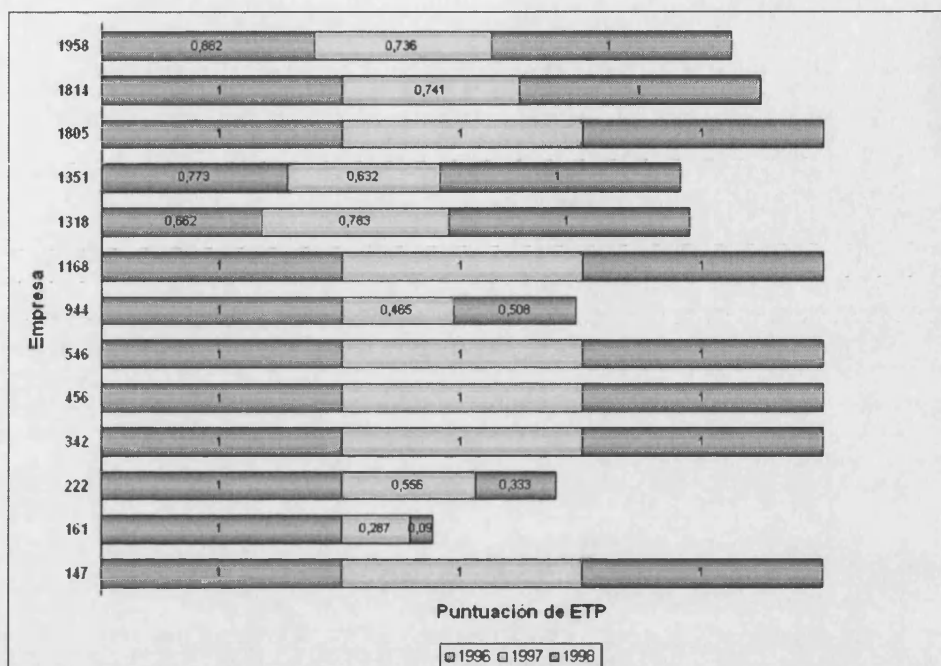 1958 0,882 0,736 1
1814 1 0,741 1
1805 1 1 1
1351 0,773 0,632 1
1318 0,662 0,783 1
1168 1 1 1
944 1 0,465 0,508
546 1 1 1
456 1 1 1
342 1 1 1
222 1 0,556 0,333
161 1 0,287 0,09
147 1 1 1
Empresa
Puntuación de ETP
1996 1997 1998